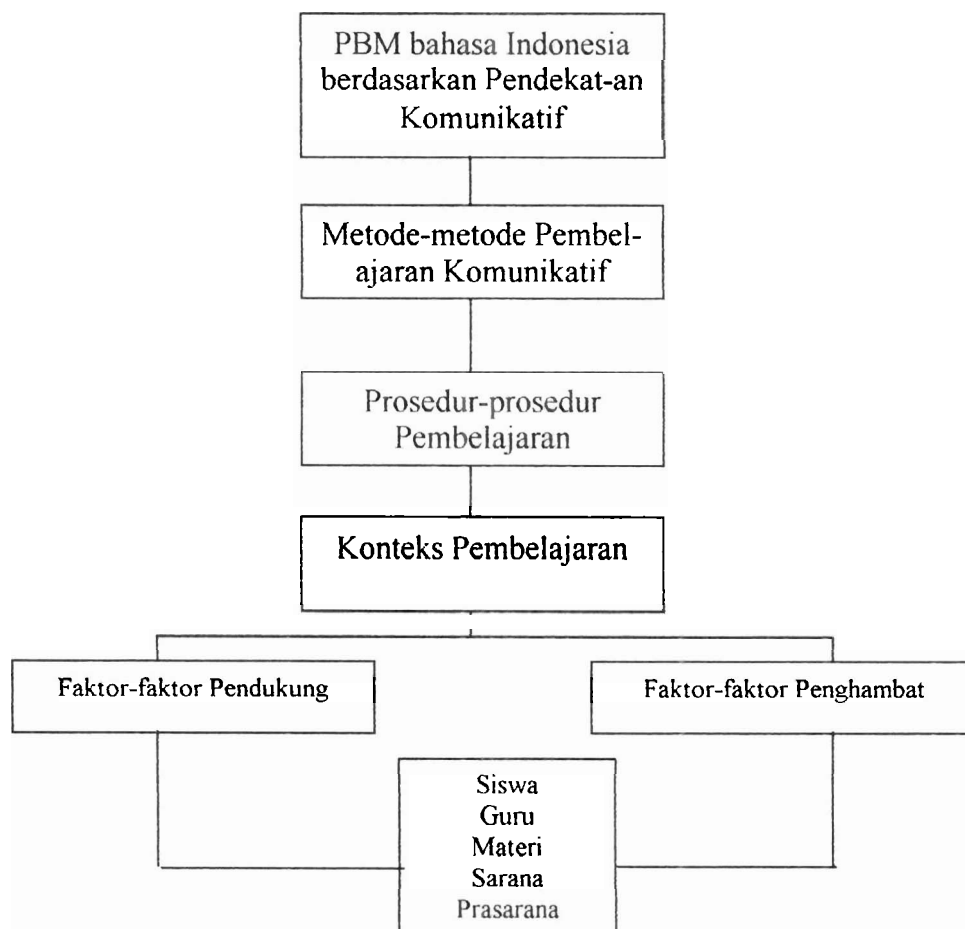 PBM bahasa Indonesia
berdasarkan Pendekat-an
Komunikatif
Metode-metode Pembel-
ajaran Komunikatif
Prosedur-prosedur
Pembelajaran
Konteks Pembelajaran
Faktor-faktor Pendukung
Faktor-faktor Penghambat
Siswa
Guru
Materi
Sarana
Prasarana